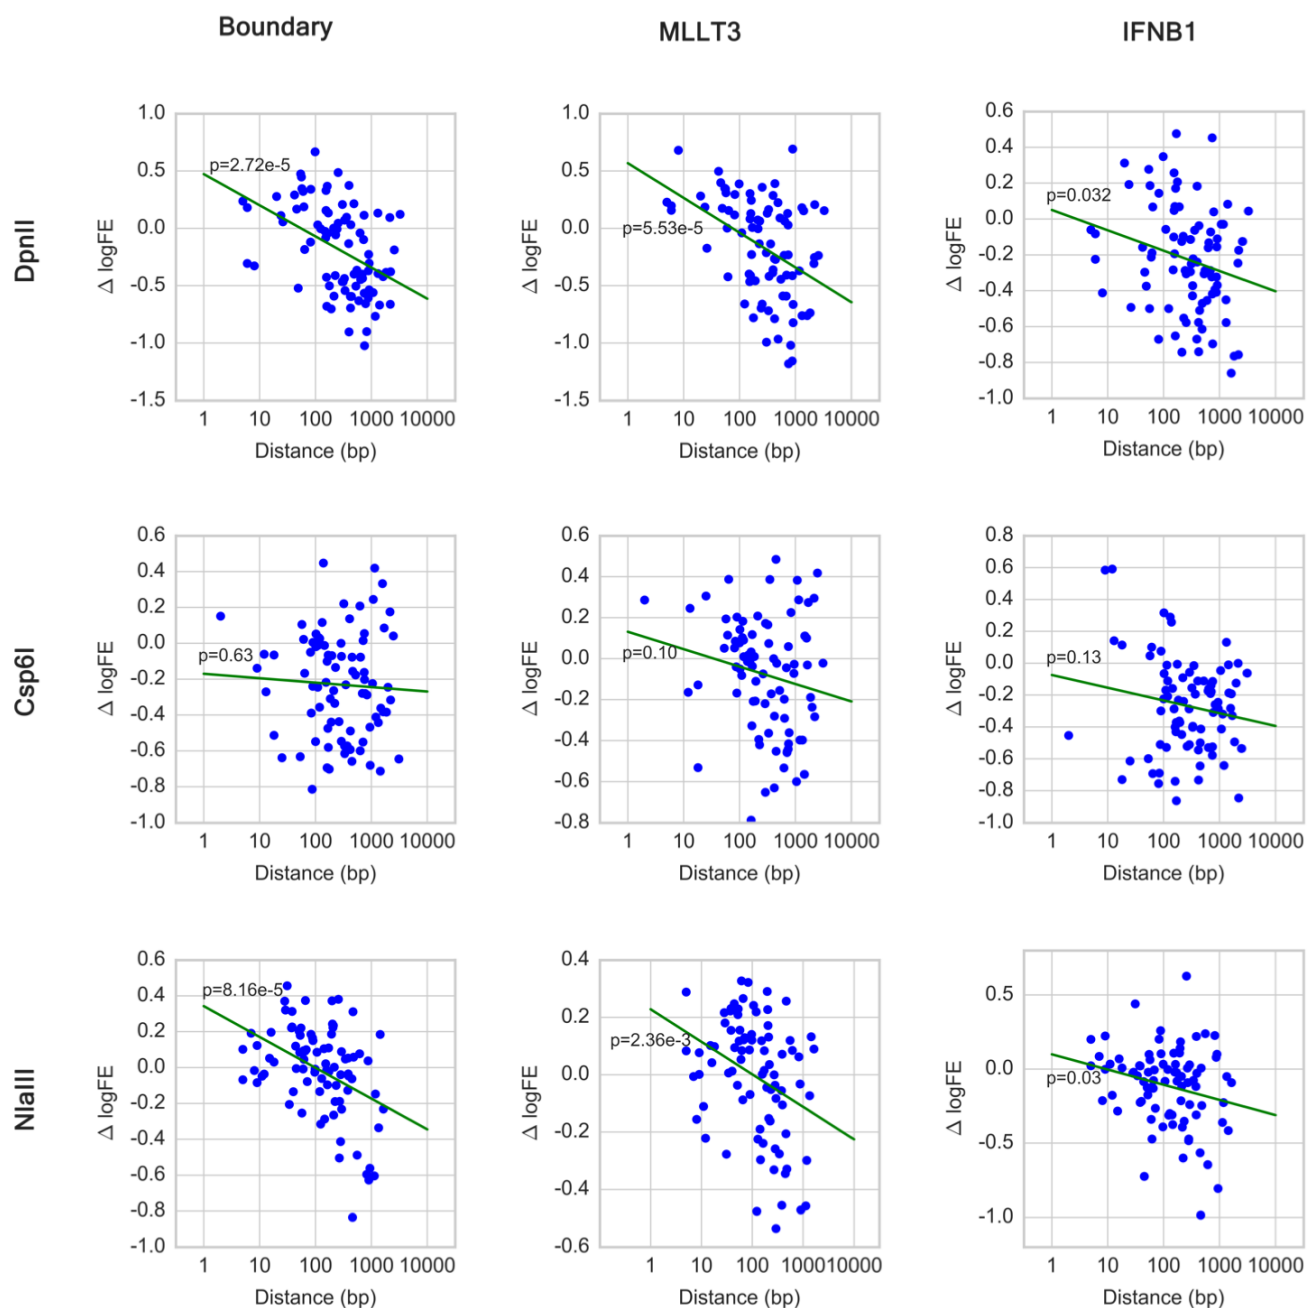 Boundary MLLT3 IFNB1
DpnII
1.0
0.5
0.0
-0.5
-1.0
-1.5
Δ logFE
p=2.72e-5
1 10 100 1000 10000
Distance (bp)
1.0
0.5
0.0
-0.5
-1.0
-1.5
Δ logFE
p=5.53e-5
1 10 100 1000 10000
Distance (bp)
0.6
0.4
0.2
0.0
-0.2
-0.4
-0.6
-0.8
-1.0
Δ logFE
p=0.032
1 10 100 1000 10000
Distance (bp)
Csp6I
0.6
0.4
0.2
0.0
-0.2
-0.4
-0.6
-0.8
-1.0
Δ logFE
p=0.63
1 10 100 1000 10000
Distance (bp)
0.6
0.4
0.2
0.0
-0.2
-0.4
-0.6
-0.8
Δ logFE
p=0.10
1 10 100 1000 10000
Distance (bp)
0.8
0.6
0.4
0.2
0.0
-0.2
-0.4
-0.6
-0.8
-1.0
Δ logFE
p=0.13
1 10 100 1000 10000
Distance (bp)
NlaIII
0.6
0.4
0.2
0.0
-0.2
-0.4
-0.6
-0.8
-1.0
Δ logFE
p=8.16e-5
1 10 100 1000 10000
Distance (bp)
0.4
0.2
0.0
-0.2
-0.4
-0.6
Δ logFE
p=2.36e-3
1 10 100 1000 10000
Distance (bp)
0.5
0.0
-0.5
-1.0
Δ logFE
p=0.03
1 10 100 1000 10000
Distance (bp)